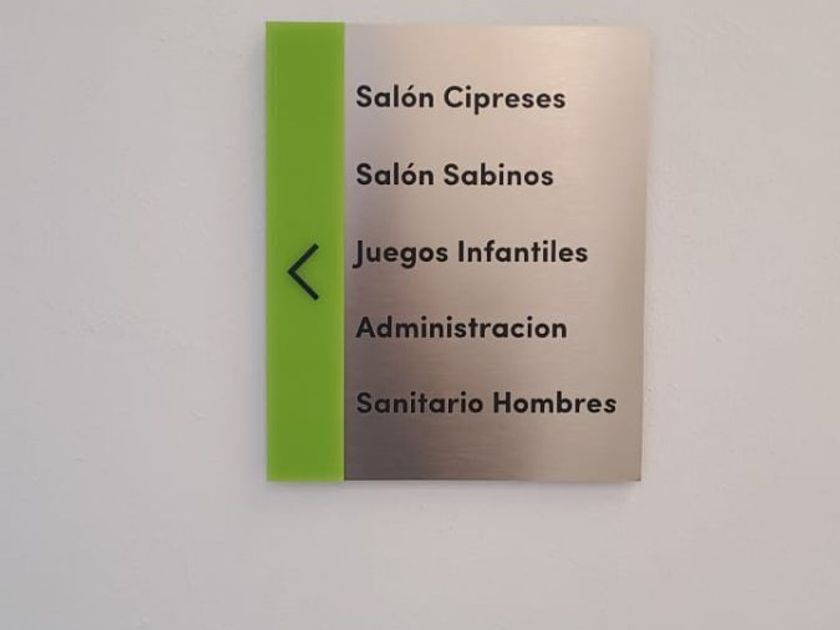 Salón Cipreses
Salón Sabinos
Juegos Infantiles
Administracion
Sanitario Hombres